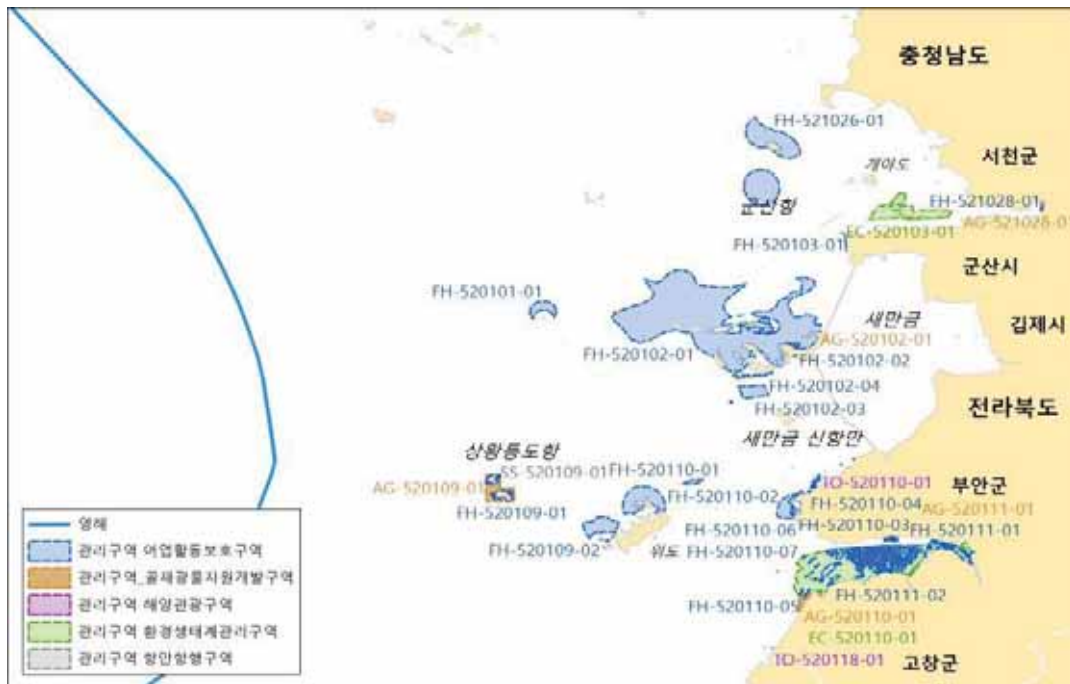 충청남도
FH-521026-01
서천군
개야도
FH-521028-01
군산항
AG-521028-01
EC-520103-01
FH-520103-01
군산시
FH-520101-01
새만금
김제시
AG-520102-01
FH-520102-01
FH-520102-02
FH-520102-04
FH-520102-03
전라북도
새만금 신항만
상왕등도항
SS-520109-01
FH-520110-01
IO-520110-01
부안군
AG-520109-01
FH-520110-02
FH-520110-04
AG-520111-01
FH-520109-01
FH-520110-06
FH-520110-03
FH-520111-01
FH-520109-02
위도
FH-520110-07
FH-520111-02
FH-520110-05
AG-520110-01
EC-520110-01
IO-520118-01
고창군
영해
관리구역 어업활동보호구역
관리구역_골재광물자원개발구역
관리구역 해양관광구역
관리구역 환경생태계관리구역
관리구역 항만항행구역